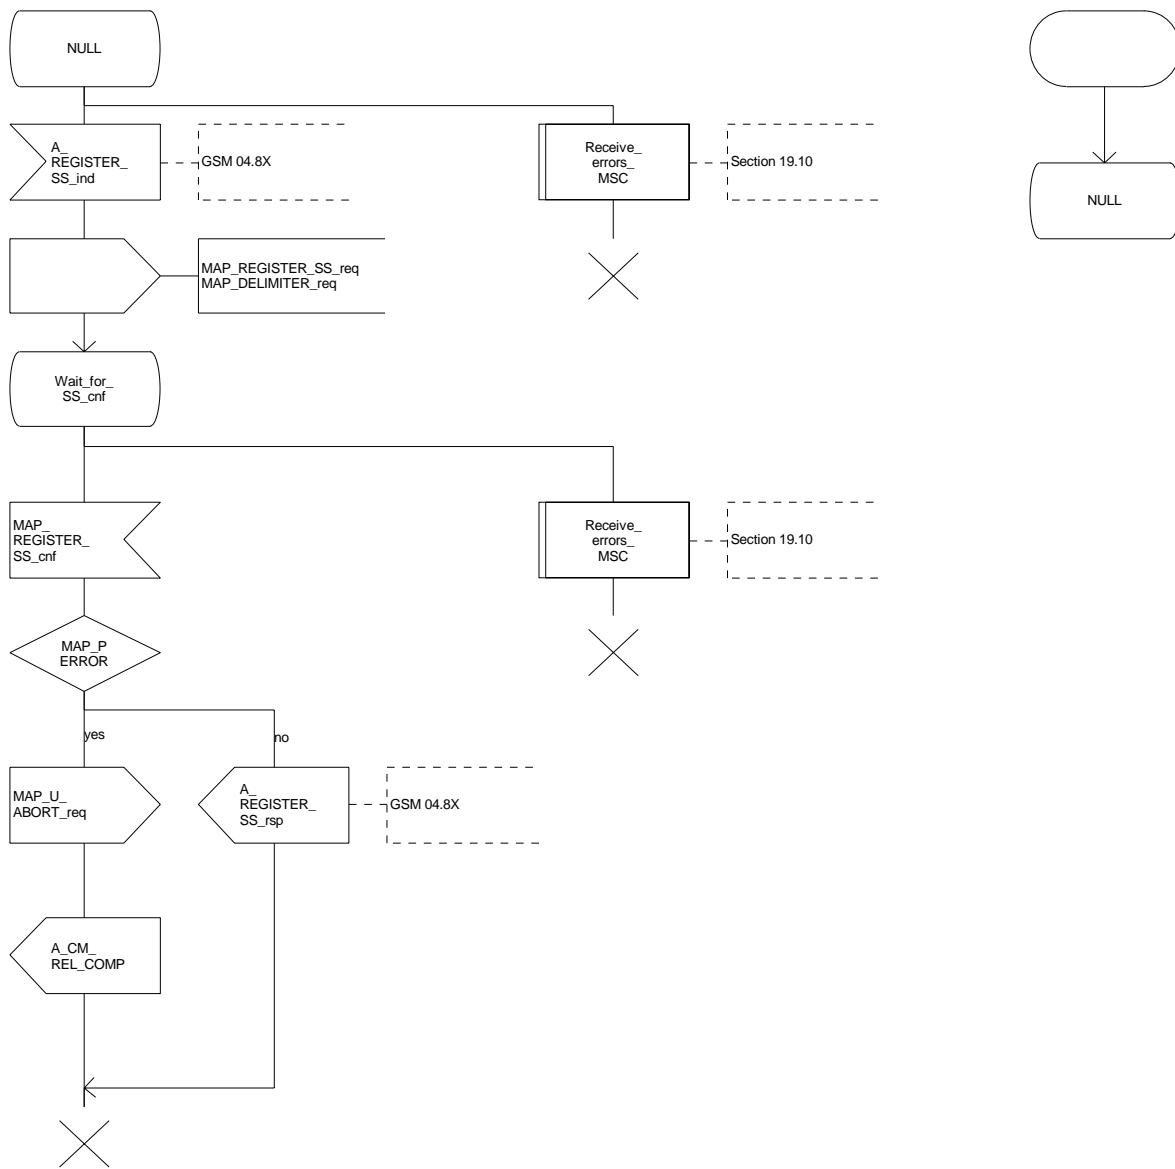 NULL
A_
REGISTER_
SS_ind
GSM 04.8X
Receive_
errors_
MSC
Section 19.10
NULL
MAP_REGISTER_SS_req
MAP_DELIMITER_req
Wait_for_
SS_cnf
MAP_
REGISTER_
SS_cnf
Receive_
errors_
MSC
Section 19.10
MAP_P
ERROR
yes
no
MAP_U_
ABORT_req
A_
REGISTER_
SS_rsp
GSM 04.8X
A_CM_
REL_COMP